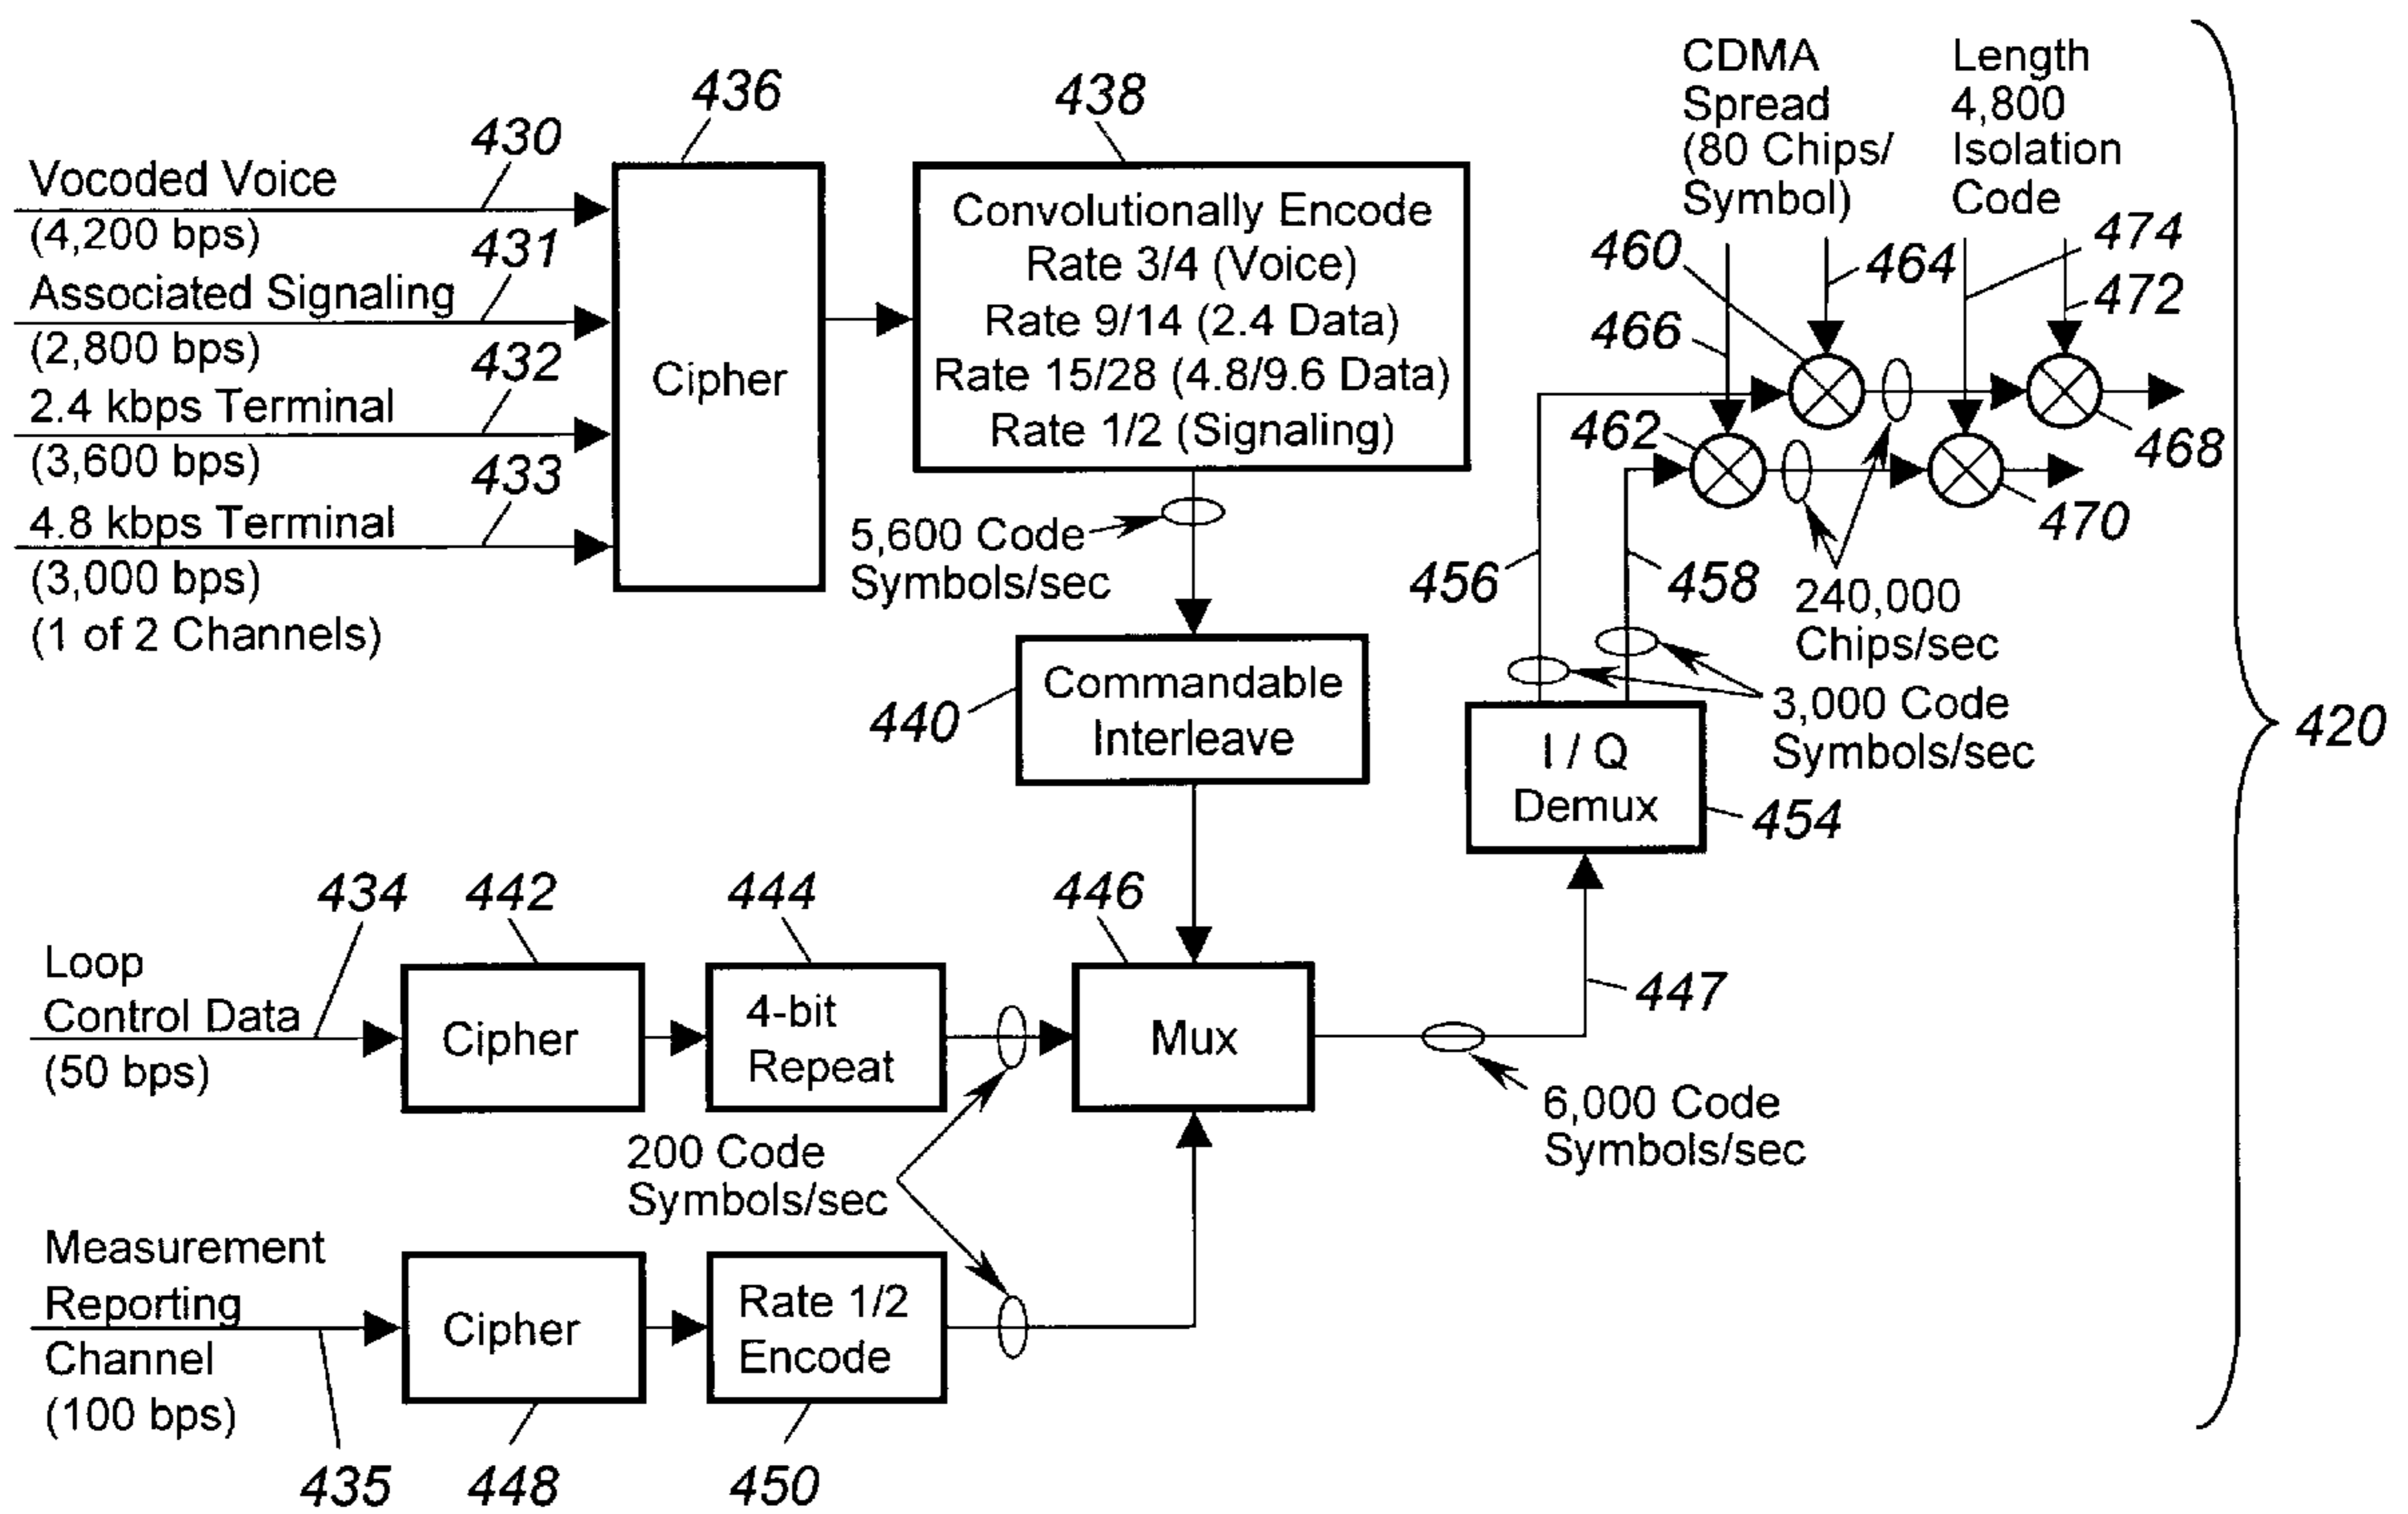 430
Vocoded Voice
(4,200 bps)
431
Associated Signaling
(2,800 bps)
432
2.4 kbps Terminal
(3,600 bps)
433
4.8 kbps Terminal
(3,000 bps)
(1 of 2 Channels)
436
Cipher
438
Convolutionally Encode
Rate 3/4 (Voice)
Rate 9/14 (2.4 Data)
Rate 15/28 (4.8/9.6 Data)
Rate 1/2 (Signaling)
5,600 Code
Symbols/sec
440
Commandable
Interleave
CDMA
Spread
(80 Chips/
Symbol)
Length
4,800
Isolation
Code
460
464
474
472
466
462
468
470
456
458
240,000
Chips/sec
3,000 Code
Symbols/sec
I / Q
Demux
454
420
434
442
444
446
447
Loop
Control Data
(50 bps)
Cipher
4-bit
Repeat
Mux
6,000 Code
Symbols/sec
200 Code
Symbols/sec
Measurement
Reporting
Channel
(100 bps)
Cipher
Rate 1/2
Encode
435
448
450